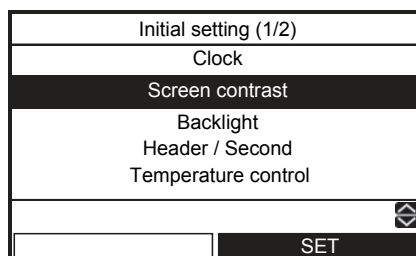 Initial setting (1/2)
Clock
Screen contrast
Backlight
Header / Second
Temperature control
SET